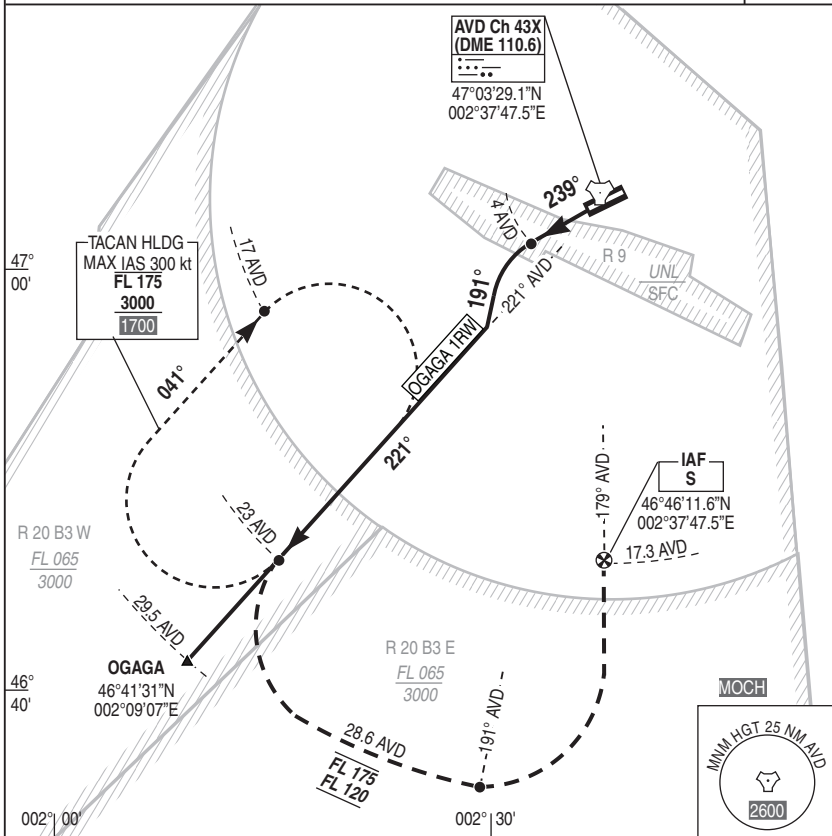 AVD Ch 43X
(DME 110.6)
47°03'29.1"N
002°37'47.5"E
239°
4 AVD
R 9
UNL
SFC
47°
00'
TACAN HLDG
MAX IAS 300 kt
FL 175
3000
1700
17 AVD
191°
221° AVD
OGAGA 1RW
041°
221°
IAF
S
46°46'11.6"N
002°37'47.5"E
179° AVD
17.3 AVD
R 20 B3 W
FL 065
3000
23 AVD
29.5 AVD
OGAGA
46°41'31"N
002°09'07"E
46°
40'
R 20 B3 E
FL 065
3000
191° AVD
28.6 AVD
FL 175
FL 120
MOCH
MNM HGT 25 NM AVD
2600
002° 00'
002° 30'